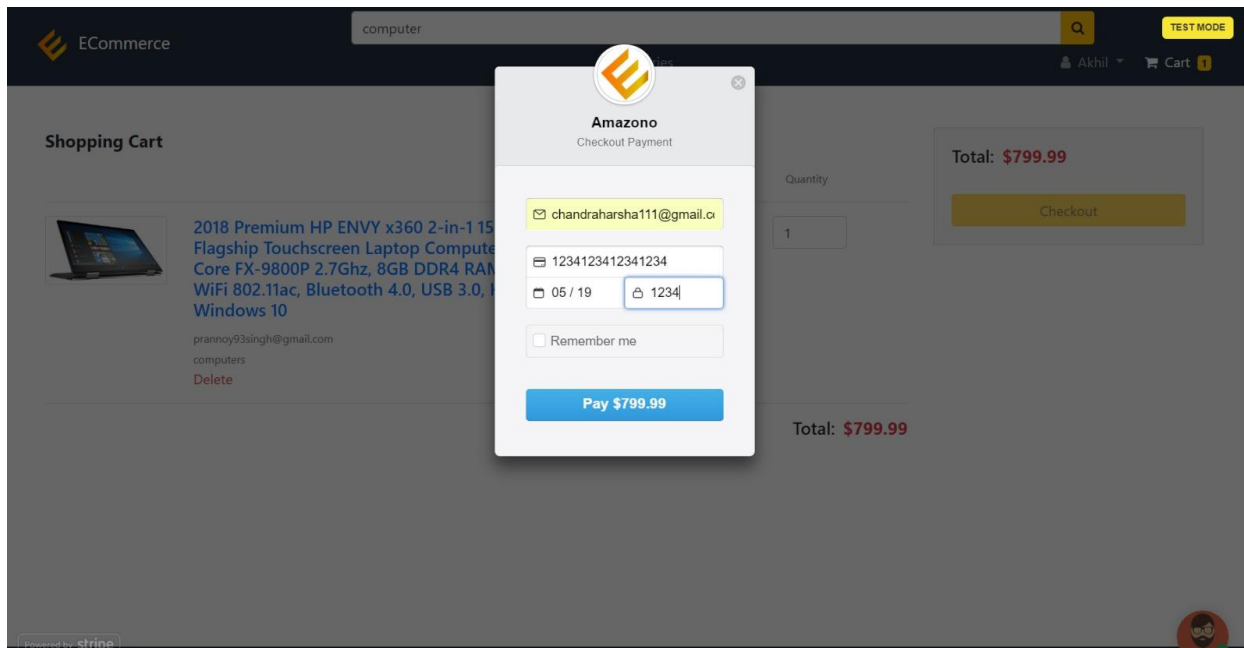 ECommerce
computer
TEST MODE
Akhil
Cart 1
Amazono
Checkout Payment
Shopping Cart
Quantity
2018 Premium HP ENVY x360 2-in-1 15
Flagship Touchscreen Laptop Compute
Core FX-9800P 2.7Ghz, 8GB DDR4 RAN
WiFi 802.11ac, Bluetooth 4.0, USB 3.0,
Windows 10
prannoy93singh@gmail.com
computers
Delete
chandraharsha111@gmail.co
1234123412341234
05 / 19
1234
Remember me
Pay $799.99
1
Total: $799.99
Total: $799.99
Checkout
Powered by stripe